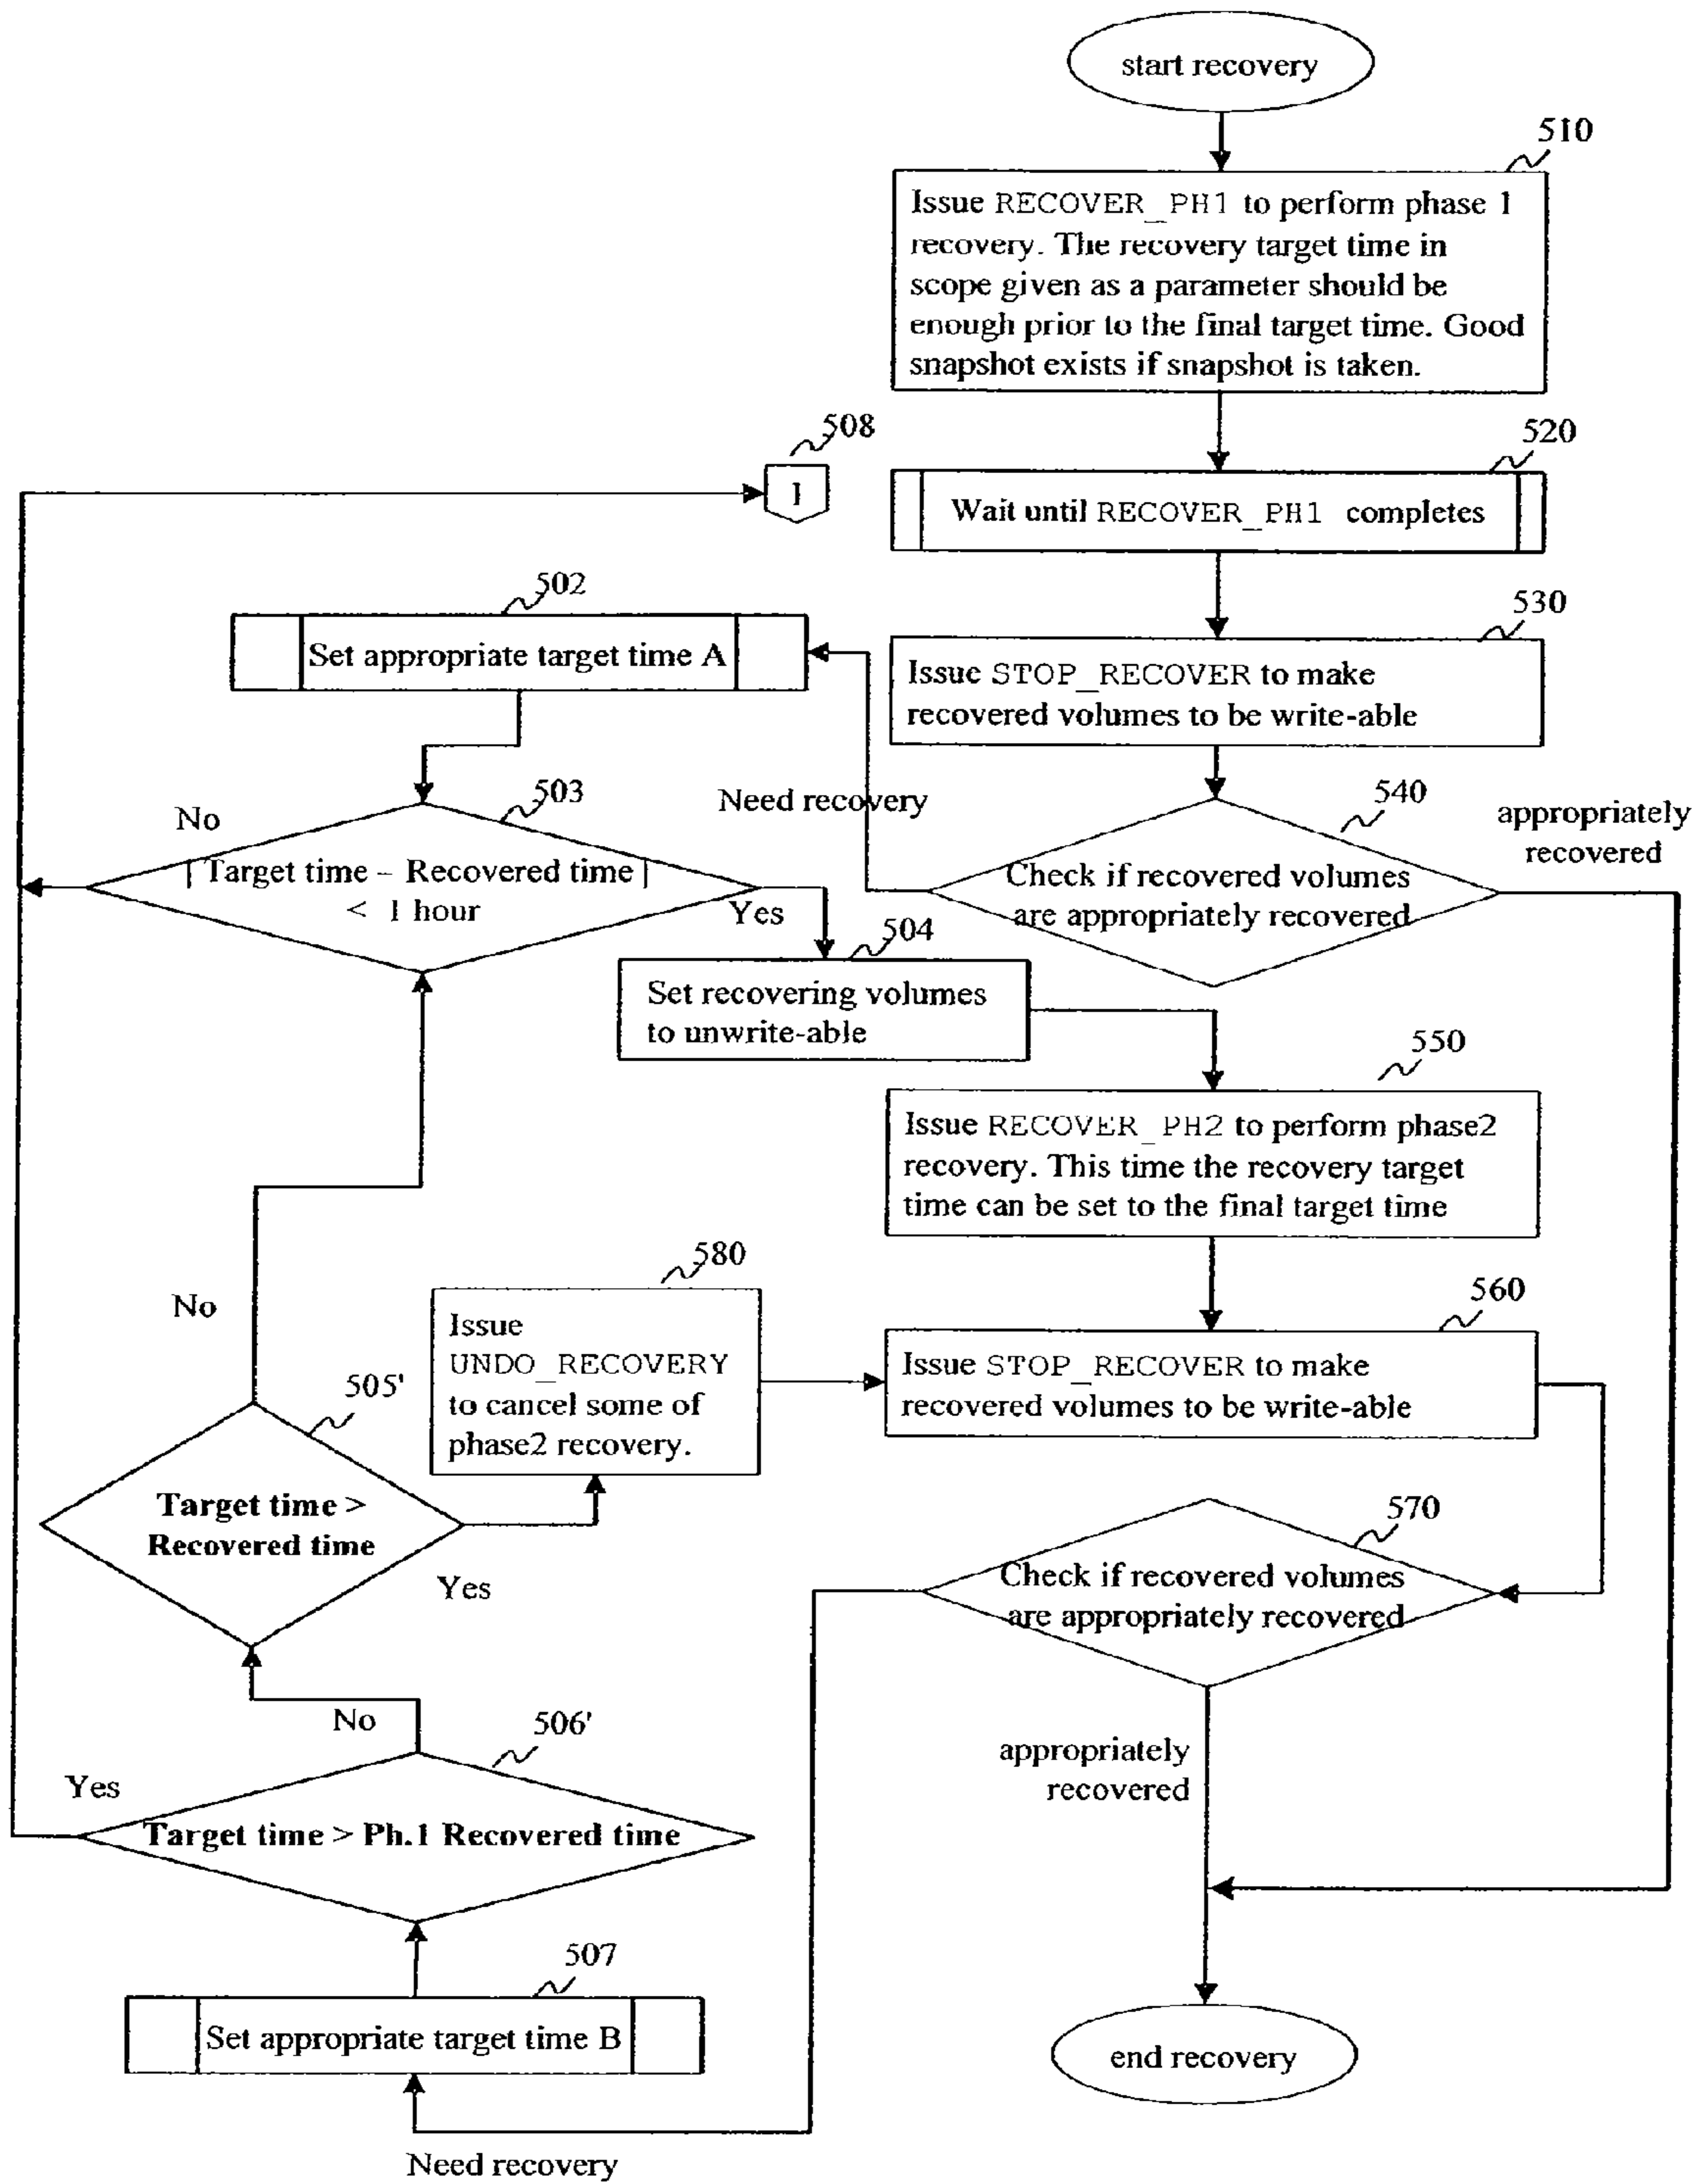 start recovery
510
Issue RECOVER_PH1 to perform phase 1
recovery. The recovery target time in
scope given as a parameter should be
enough prior to the final target time. Good
snapshot exists if snapshot is taken.
508
1
520
Wait until RECOVER_PH1 completes
502
Set appropriate target time A
530
Issue STOP_RECOVER to make
recovered volumes to be write-able
503
No
| Target time – Recovered time |
< 1 hour
Yes
Need recovery
540
Check if recovered volumes
are appropriately recovered
appropriately
recovered
504
Set recovering volumes
to unwrite-able
550
Issue RECOVER_PH2 to perform phase2
recovery. This time the recovery target
time can be set to the final target time
580
Issue
UNDO_RECOVERY
to cancel some of
phase2 recovery.
560
Issue STOP_RECOVER to make
recovered volumes to be write-able
No
505'
Target time >
Recovered time
Yes
570
Check if recovered volumes
are appropriately recovered
No
506'
Yes
Target time > Ph.1 Recovered time
appropriately
recovered
507
Set appropriate target time B
end recovery
Need recovery